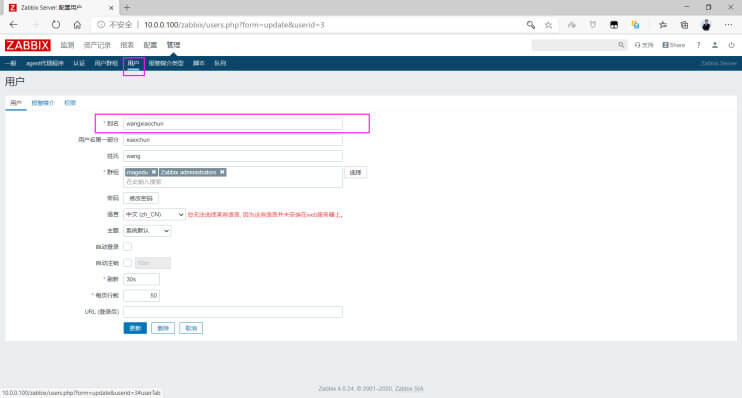 Zabbix Server: 配置用户
不安全 | 10.0.0.100/zabbix/users.php?form=update&userid=3
ZABBIX 监测 资产记录 报表 配置 管理 支持 Share ?
一般 agent代理程序 认证 用户群组 用户 报警媒介类型 脚本 队列 Zabbix Server
用户
用户 报警媒介 权限
* 别名 wangxiaochun
用户名第一部分 xiaochun
姓氏 wang
* 群组 magedu Zabbix administrators 选择
在此输入搜索
密码 修改密码
语言 中文 (zh_CN) 您无法选择某些语言, 因为这些语言并未安装在web服务器上。
主题 系统默认
自动登录
自动注销 15m
* 刷新 30s
* 每页行数 50
URL (登录后)
更新 删除 取消
Zabbix 4.0.24. © 2001–2020, Zabbix SIA
10.0.0.100/zabbix/users.php?form=update&userid=3#userTab